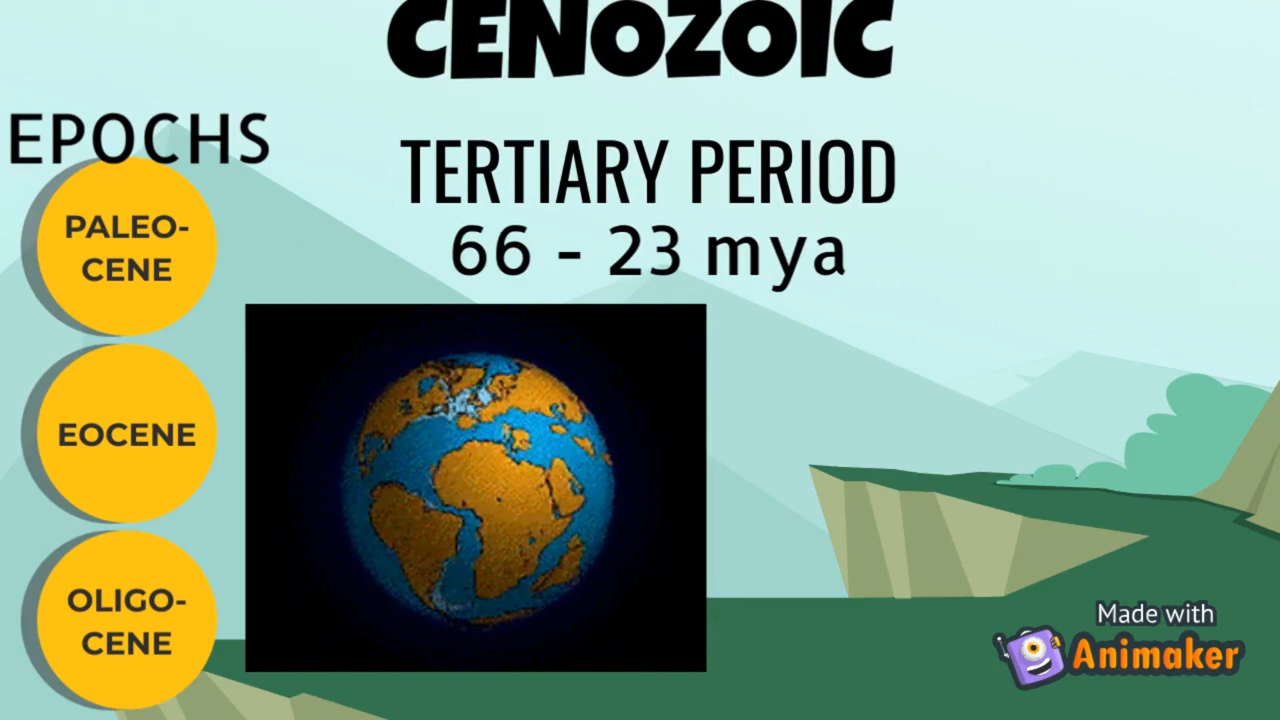 CENOZOIC
EPOCHS
TERTIARY PERIOD
66 - 23 mya
PALEO-
CENE
EOCENE
OLIGO-
CENE
Made with
Animaker